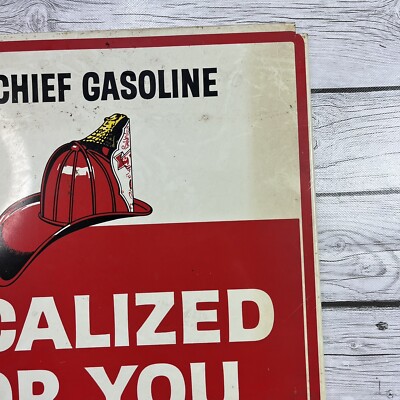 CHIEF GASOLINE
CALIZED
OR YOU